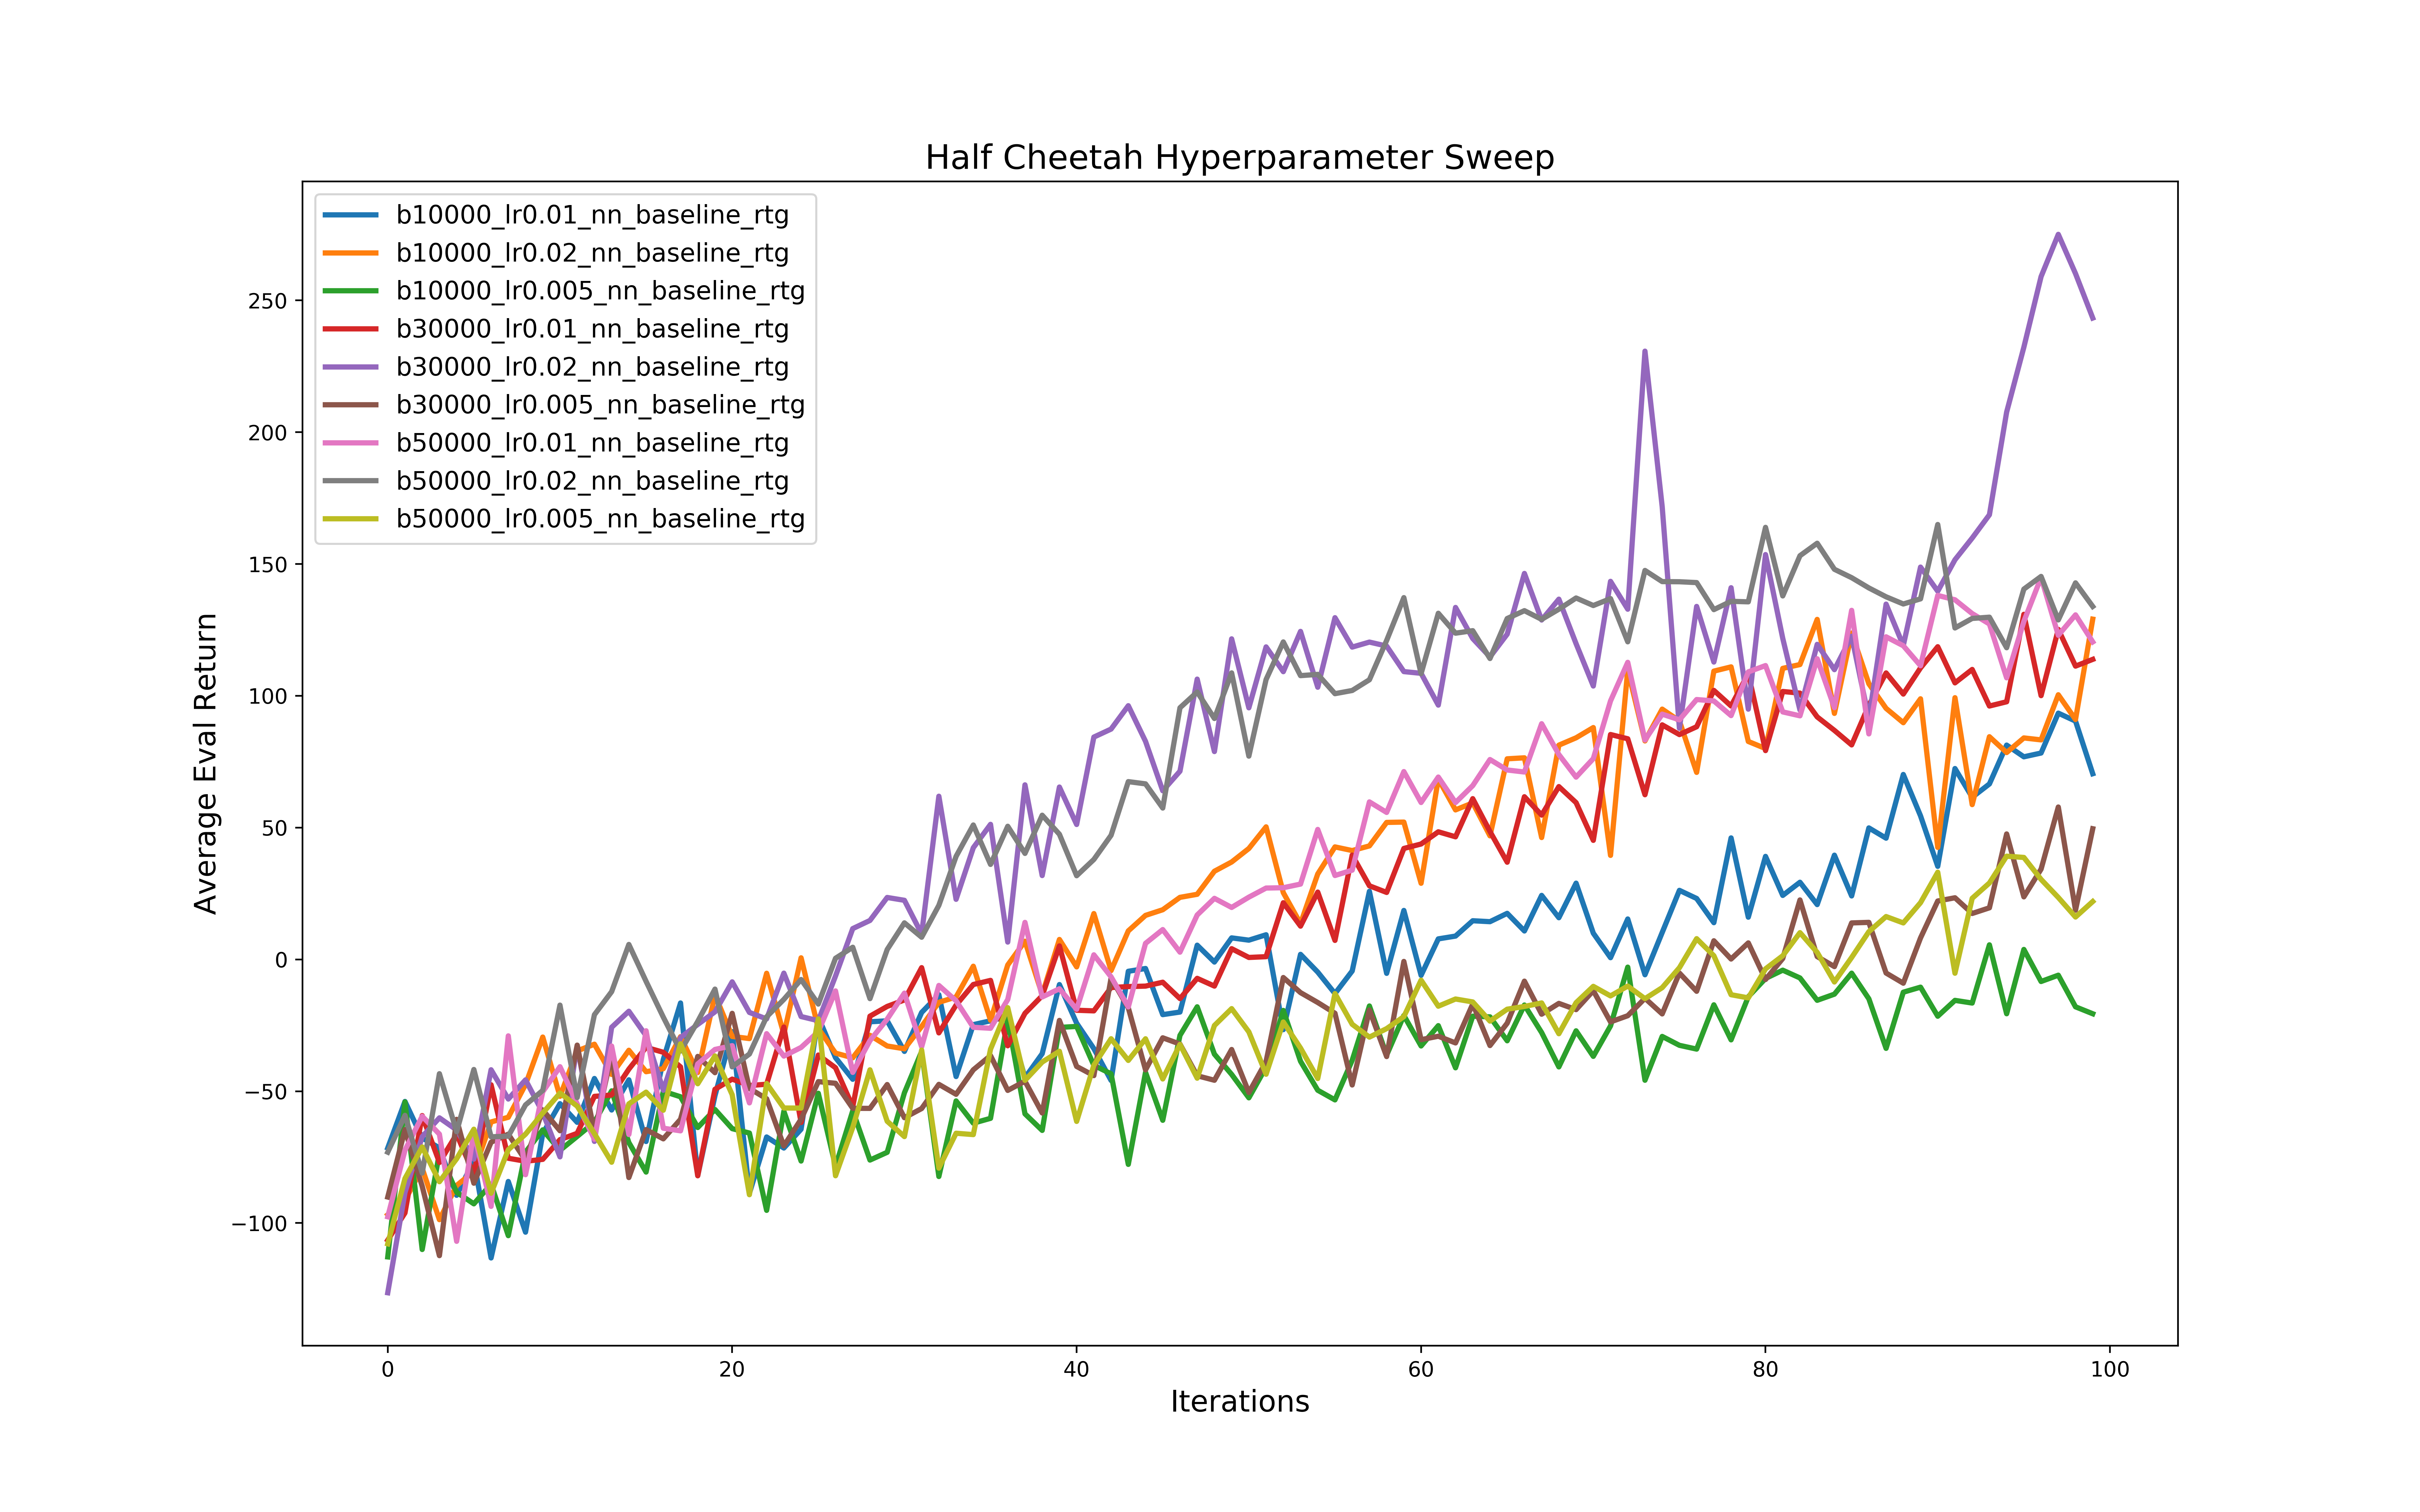 Half Cheetah Hyperparameter Sweep
b10000_lr0.01_nn_baseline_rtg
b10000_lr0.02_nn_baseline_rtg
b10000_lr0.005_nn_baseline_rtg
b30000_lr0.01_nn_baseline_rtg
b30000_lr0.02_nn_baseline_rtg
b30000_lr0.005_nn_baseline_rtg
b50000_lr0.01_nn_baseline_rtg
b50000_lr0.02_nn_baseline_rtg
b50000_lr0.005_nn_baseline_rtg
Average Eval Return
250
200
150
100
50
0
−50
−100
0 20 40 60 80 100
Iterations